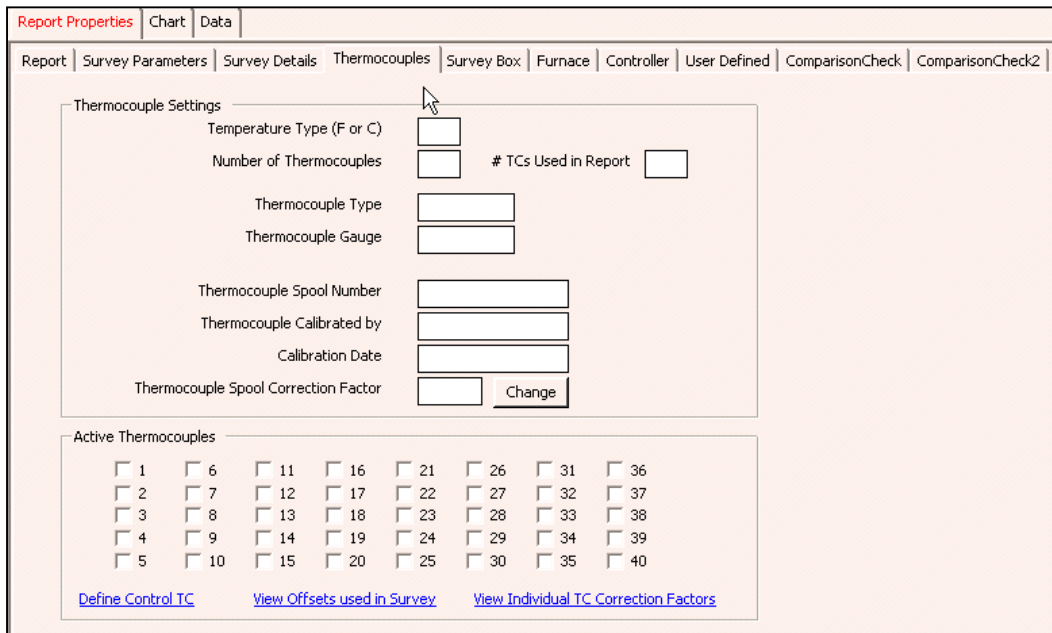 Report Properties Chart Data
Report Survey Parameters Survey Details Thermocouples Survey Box Furnace Controller User Defined ComparisonCheck ComparisonCheck2
Thermocouple Settings
Temperature Type (F or C)
Number of Thermocouples # TCs Used in Report
Thermocouple Type
Thermocouple Gauge
Thermocouple Spool Number
Thermocouple Calibrated by
Calibration Date
Thermocouple Spool Correction Factor Change
Active Thermocouples
1 6 11 16 21 26 31 36
2 7 12 17 22 27 32 37
3 8 13 18 23 28 33 38
4 9 14 19 24 29 34 39
5 10 15 20 25 30 35 40
Define Control TC View Offsets used in Survey View Individual TC Correction Factors